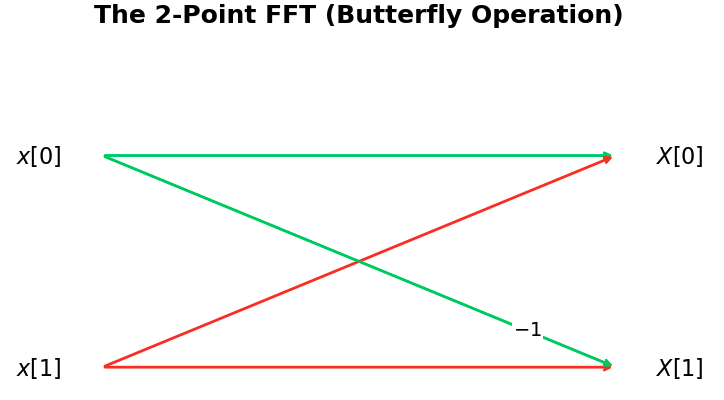 The 2-Point FFT (Butterfly Operation)
x[0] X[0]
−1
x[1] X[1]